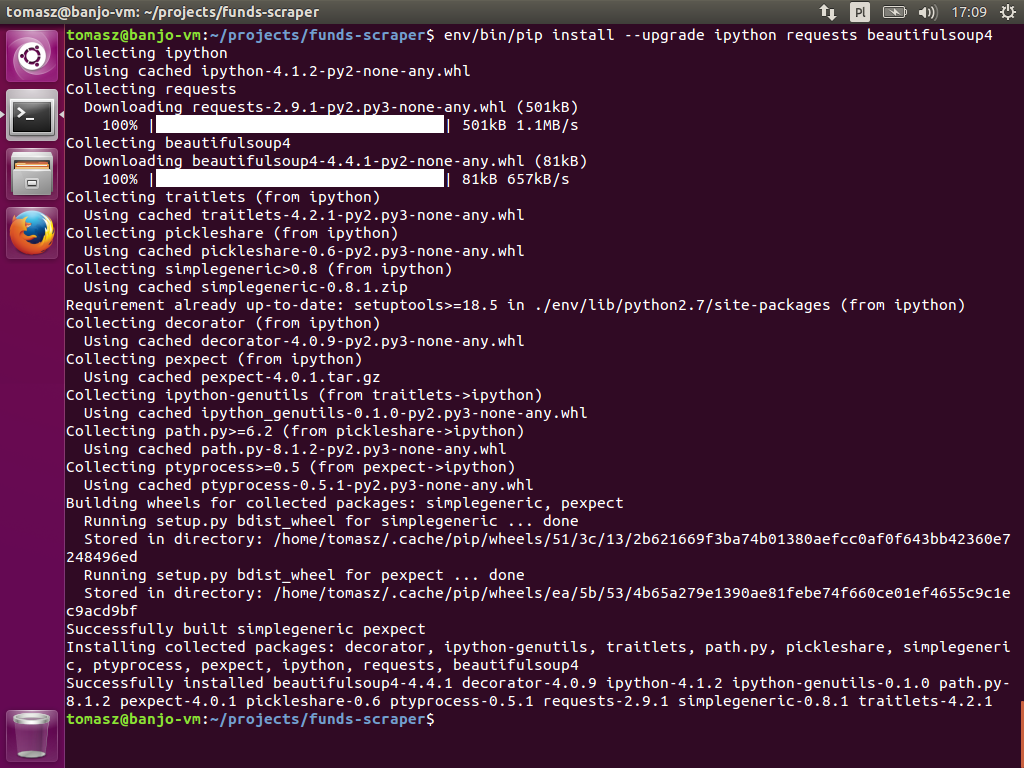 tomasz@banjo-vm: ~/projects/funds-scraper
Pl
17:09
tomasz@banjo-vm:~/projects/funds-scraper$ env/bin/pip install --upgrade ipython requests beautifulsoup4
Collecting ipython
  Using cached ipython-4.1.2-py2-none-any.whl
Collecting requests
  Downloading requests-2.9.1-py2.py3-none-any.whl (501kB)
    100% |                                | 501kB 1.1MB/s
Collecting beautifulsoup4
  Downloading beautifulsoup4-4.4.1-py2-none-any.whl (81kB)
    100% |                                | 81kB 657kB/s
Collecting traitlets (from ipython)
  Using cached traitlets-4.2.1-py2.py3-none-any.whl
Collecting pickleshare (from ipython)
  Using cached pickleshare-0.6-py2.py3-none-any.whl
Collecting simplegeneric>0.8 (from ipython)
  Using cached simplegeneric-0.8.1.zip
Requirement already up-to-date: setuptools>=18.5 in ./env/lib/python2.7/site-packages (from ipython)
Collecting decorator (from ipython)
  Using cached decorator-4.0.9-py2.py3-none-any.whl
Collecting pexpect (from ipython)
  Using cached pexpect-4.0.1.tar.gz
Collecting ipython-genutils (from traitlets->ipython)
  Using cached ipython_genutils-0.1.0-py2.py3-none-any.whl
Collecting path.py>=6.2 (from pickleshare->ipython)
  Using cached path.py-8.1.2-py2.py3-none-any.whl
Collecting ptyprocess>=0.5 (from pexpect->ipython)
  Using cached ptyprocess-0.5.1-py2.py3-none-any.whl
Building wheels for collected packages: simplegeneric, pexpect
  Running setup.py bdist_wheel for simplegeneric ... done
  Stored in directory: /home/tomasz/.cache/pip/wheels/51/3c/13/2b621669f3ba74b01380aefcc0af0f643bb42360e7
248496ed
  Running setup.py bdist_wheel for pexpect ... done
  Stored in directory: /home/tomasz/.cache/pip/wheels/ea/5b/53/4b65a279e1390ae81febe74f660ce01ef4655c9c1e
c9acd9bf
Successfully built simplegeneric pexpect
Installing collected packages: decorator, ipython-genutils, traitlets, path.py, pickleshare, simplegeneri
c, ptyprocess, pexpect, ipython, requests, beautifulsoup4
Successfully installed beautifulsoup4-4.4.1 decorator-4.0.9 ipython-4.1.2 ipython-genutils-0.1.0 path.py-
8.1.2 pexpect-4.0.1 pickleshare-0.6 ptyprocess-0.5.1 requests-2.9.1 simplegeneric-0.8.1 traitlets-4.2.1
tomasz@banjo-vm:~/projects/funds-scraper$